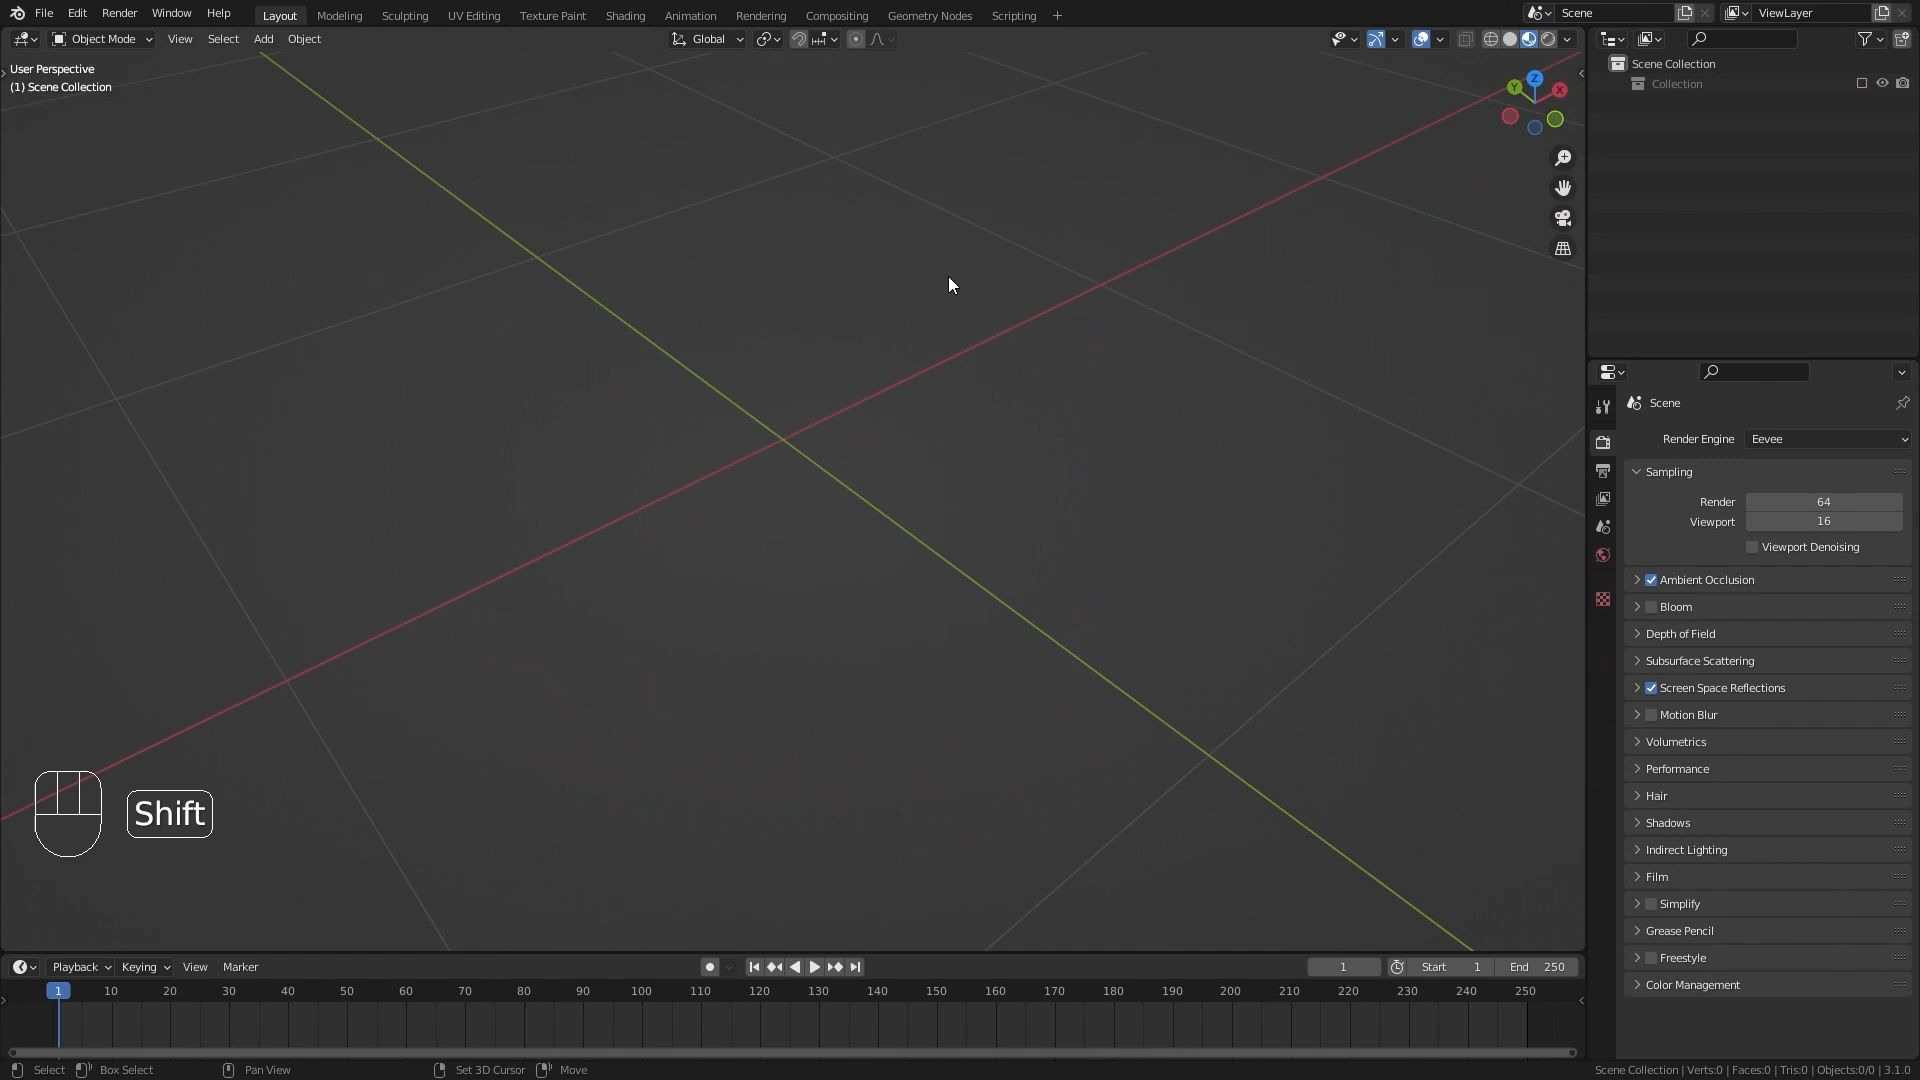 File Edit Render Window Help Layout Modeling Sculpting UV Editing Texture Paint Shading Animation Rendering Compositing Geometry Nodes Scripting + Scene ViewLayer
Object Mode View Select Add Object Global
User Perspective
(1) Scene Collection
Z
Y
X
Scene Collection
Collection
Scene
Render Engine Eevee
Sampling
Render 64
Viewport 16
Viewport Denoising
Ambient Occlusion
Bloom
Depth of Field
Subsurface Scattering
Screen Space Reflections
Motion Blur
Volumetrics
Performance
Hair
Shadows
Indirect Lighting
Film
Simplify
Grease Pencil
Freestyle
Color Management
Shift
Playback Keying View Marker 1 Start 1 End 250
1 10 20 30 40 50 60 70 80 90 100 110 120 130 140 150 160 170 180 190 200 210 220 230 240 250
Select Box Select Pan View Set 3D Cursor Move Scene Collection | Verts:0 | Faces:0 | Tris:0 | Objects:0/0 | 3.1.0